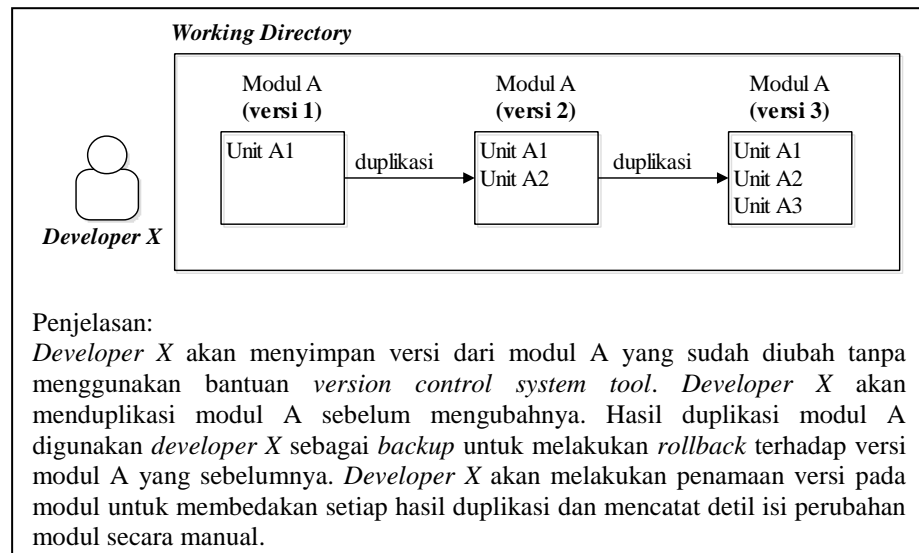 Working Directory
Modul A
(versi 1)
Modul A
(versi 2)
Modul A
(versi 3)
Unit A1
duplikasi
Unit A1
Unit A2
duplikasi
Unit A1
Unit A2
Unit A3
Developer X
Penjelasan:
Developer X akan menyimpan versi dari modul A yang sudah diubah tanpa
menggunakan bantuan version control system tool. Developer X akan
menduplikasi modul A sebelum mengubahnya. Hasil duplikasi modul A
digunakan developer X sebagai backup untuk melakukan rollback terhadap versi
modul A yang sebelumnya. Developer X akan melakukan penamaan versi pada
modul untuk membedakan setiap hasil duplikasi dan mencatat detil isi perubahan
modul secara manual.